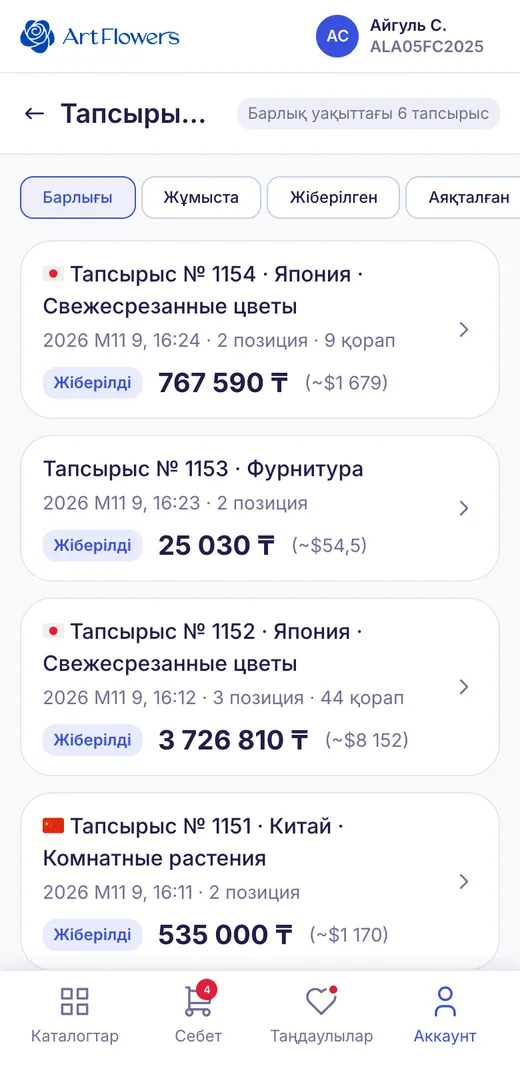 ArtFlowers
АС
Айгуль С.
ALA05FC2025
Тапсыры...
Барлық уақыттағы 6 тапсырыс
Барлығы
Жұмыста
Жіберілген
Аяқталған
Тапсырыс № 1154 · Япония ·
Свежесрезанные цветы
2026 M11 9, 16:24 · 2 позиция · 9 қорап
Жіберілді 767 590 ₸ (~$1 679)
Тапсырыс № 1153 · Фурнитура
2026 M11 9, 16:23 · 2 позиция
Жіберілді 25 030 ₸ (~$54,5)
Тапсырыс № 1152 · Япония ·
Свежесрезанные цветы
2026 M11 9, 16:12 · 3 позиция · 44 қорап
Жіберілді 3 726 810 ₸ (~$8 152)
Тапсырыс № 1151 · Китай ·
Комнатные растения
2026 M11 9, 16:11 · 2 позиция
Жіберілді 535 000 ₸ (~$1 170)
4
Каталогтар
Себет
Таңдаулылар
Аккаунт